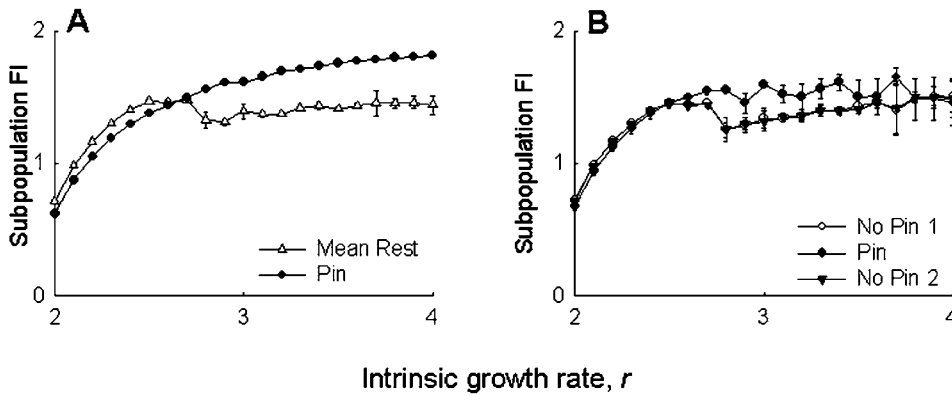 A
Subpopulation FI
2
1
0
2
3
4
Mean Rest
Pin
B
Subpopulation FI
2
1
0
2
3
4
No Pin 1
Pin
No Pin 2
Intrinsic growth rate, r